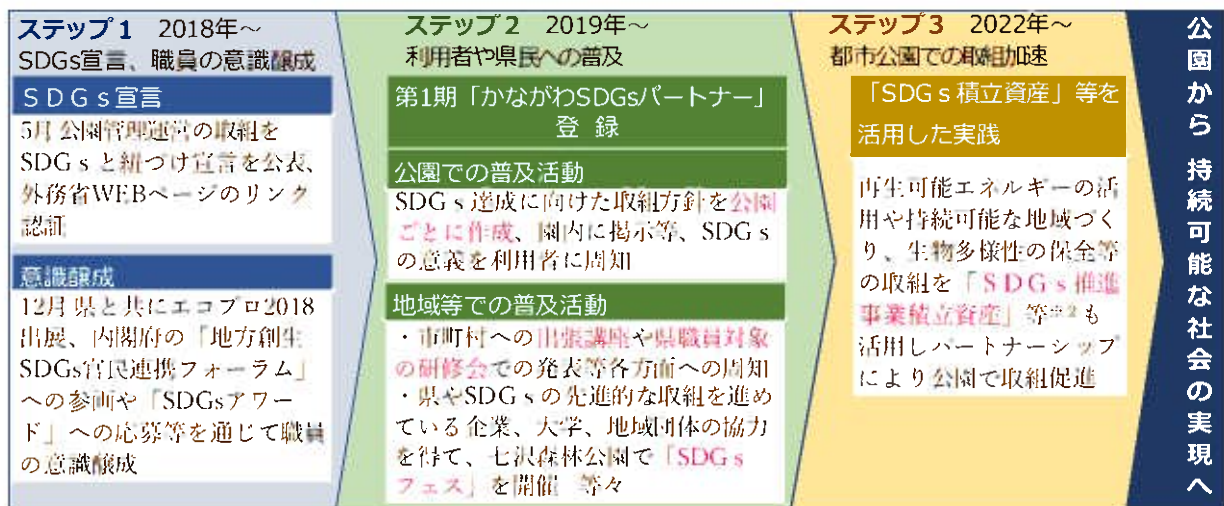 ステップ1 2018年～
SDGs宣言、職員の意識醸成
ＳＤＧｓ宣言
5月 公園管理運営の取組を
SDGｓと紐づけ宣言を公表、
外務省WEBページのリンク
認証
意識醸成
12月 県と共にエコプロ2018
出展、内閣府の「地方創生
SDGs官民連携フォーラム」
への参画や「SDGsアワー
ド」への応募等を通じて職員
の意識醸成
ステップ2 2019年～
利用者や県民への普及
第1期「かながわSDGsパートナー」
登 録
公園での普及活動
SDGｓ達成に向けた取組方針を公園
ごとに作成、園内に掲示等、SDGｓ
の意義を利用者に周知
地域等での普及活動
・市町村への出張講座や県職員対象
の研修会での発表等各方面への周知
・県やSDGｓの先進的な取組を進め
ている企業、大学、地域団体の協力
を得て、七沢森林公園で「SDGｓ
フェス」を開催 等々
ステップ3 2022年～
都市公園での取組加速
「SDGｓ積立資産」等を
活用した実践
再生可能エネルギーの活
用や持続可能な地域づく
り、生物多様性の保全等
の取組を「ＳＤＧｓ推進
事業積立資産」等※2も
活用しパートナーシップ
により公園で取組促進
公園から 持続可能な社会の実現へ